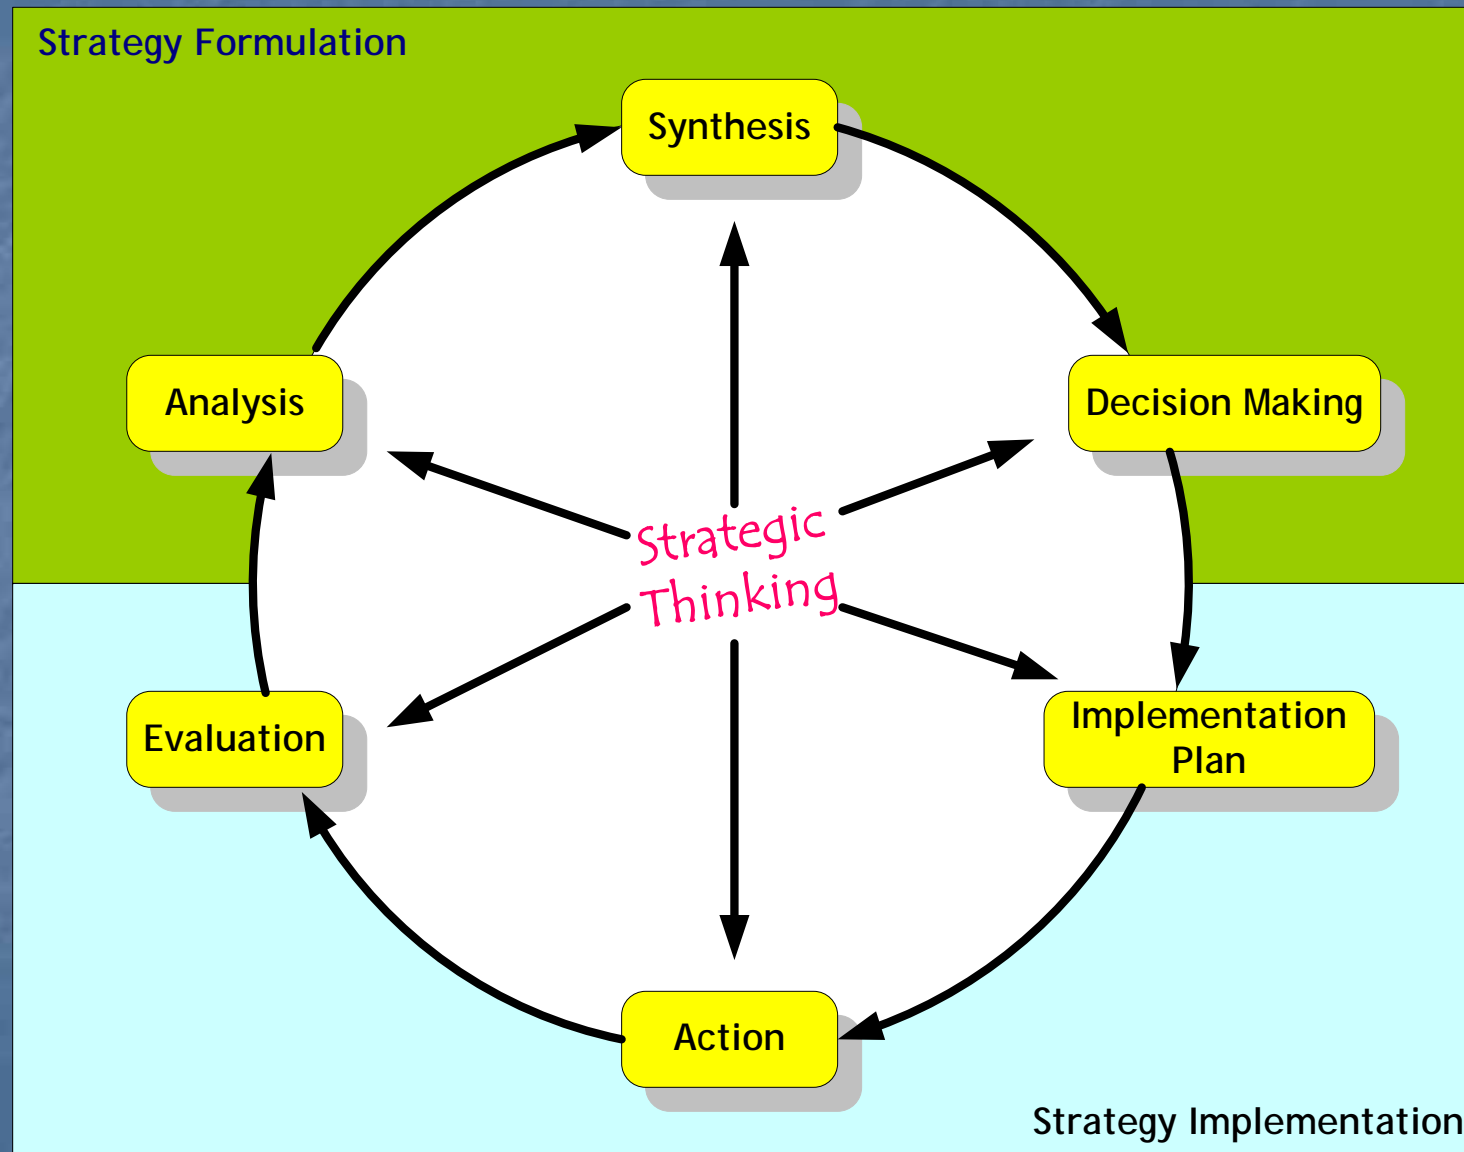 Strategy Formulation
Synthesis
Analysis
Decision Making
Strategic
Thinking
Evaluation
Implementation
Plan
Action
Strategy Implementation